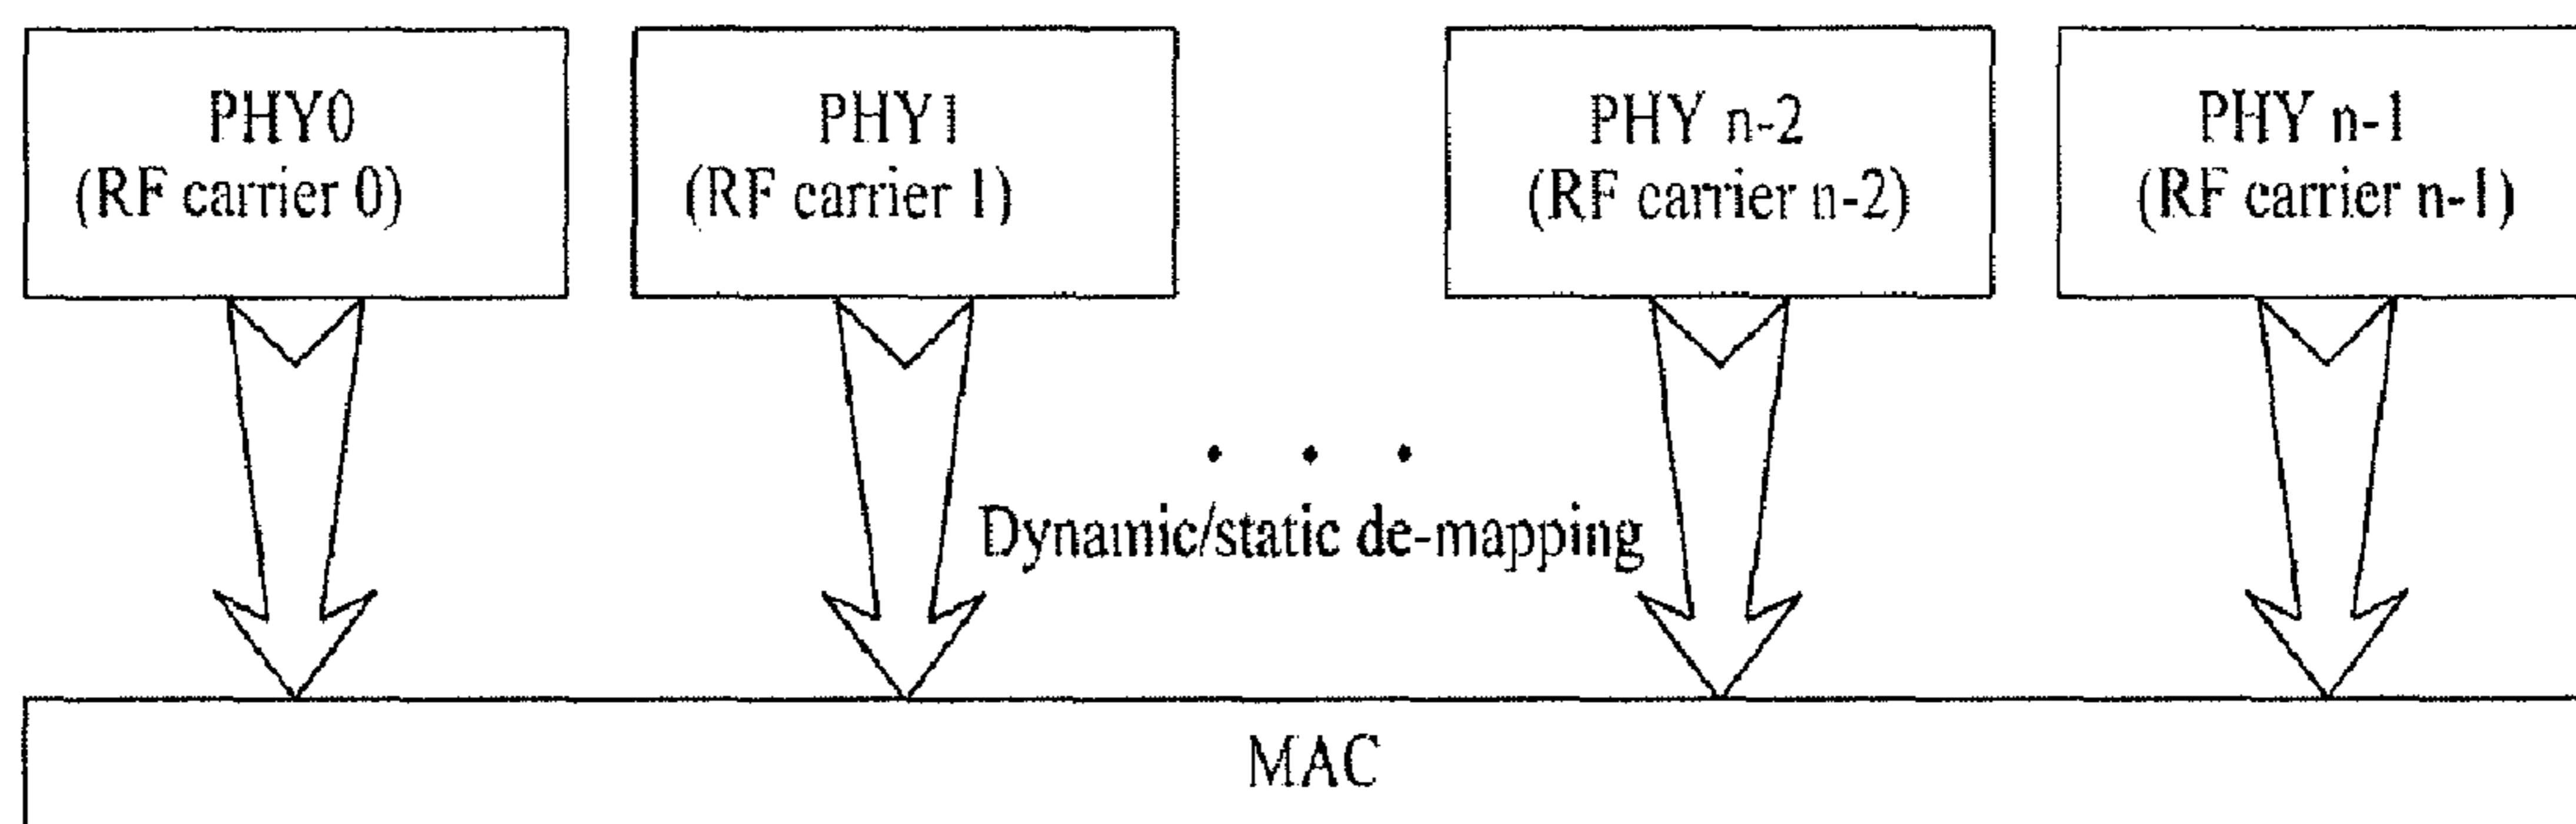 PHY0
(RF carrier 0)
PHY1
(RF carrier 1)
PHY n-2
(RF carrier n-2)
PHY n-1
(RF carrier n-1)
. . .
Dynamic/static de-mapping
MAC